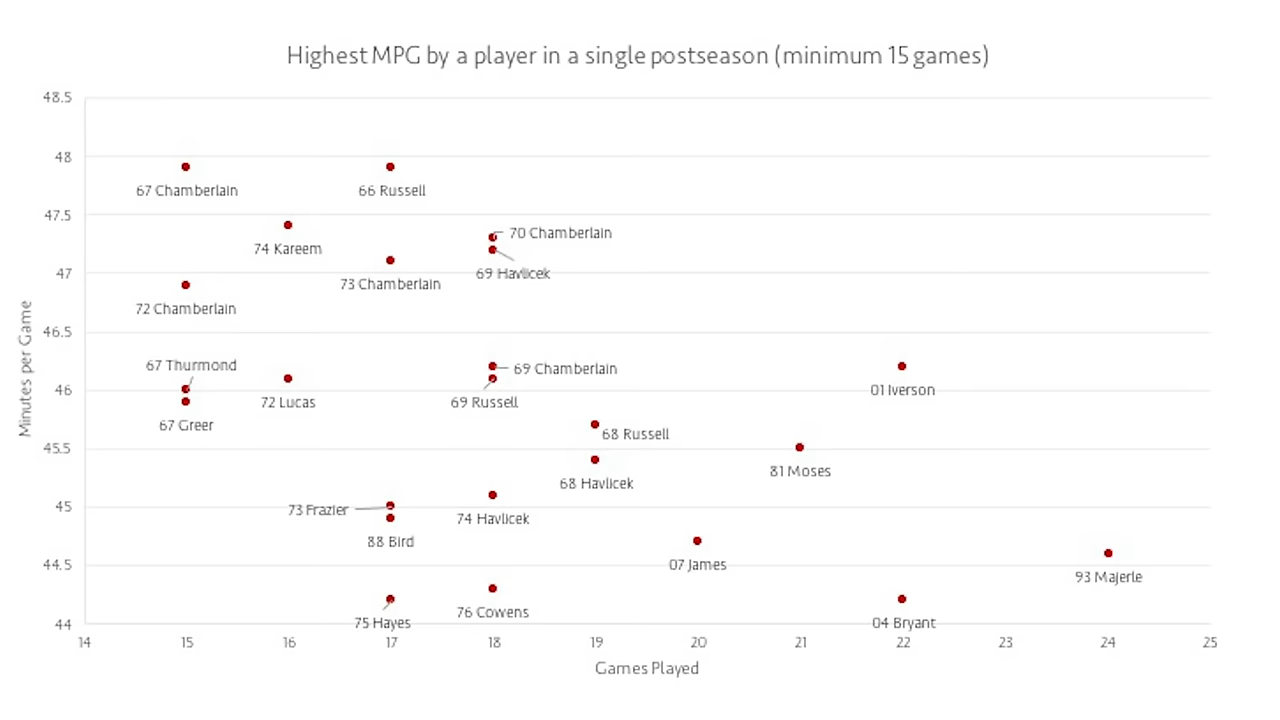 Highest MPG by a player in a single postseason (minimum 15 games)
48.5
48
67 Chamberlain
66 Russell
47.5
70 Chamberlain
74 Kareem
47
69 Havlicek
73 Chamberlain
72 Chamberlain
Minutes per Game
46.5
67 Thurmond
69 Chamberlain
46
01 Iverson
72 Lucas
69 Russell
67 Greer
68 Russell
45.5
81 Moses
68 Havlicek
45
73 Frazier
74 Havlicek
88 Bird
44.5
07 James
93 Majerle
76 Cowens
44
75 Hayes
04 Bryant
14 15 16 17 18 19 20 21 22 23 24 25
Games Played